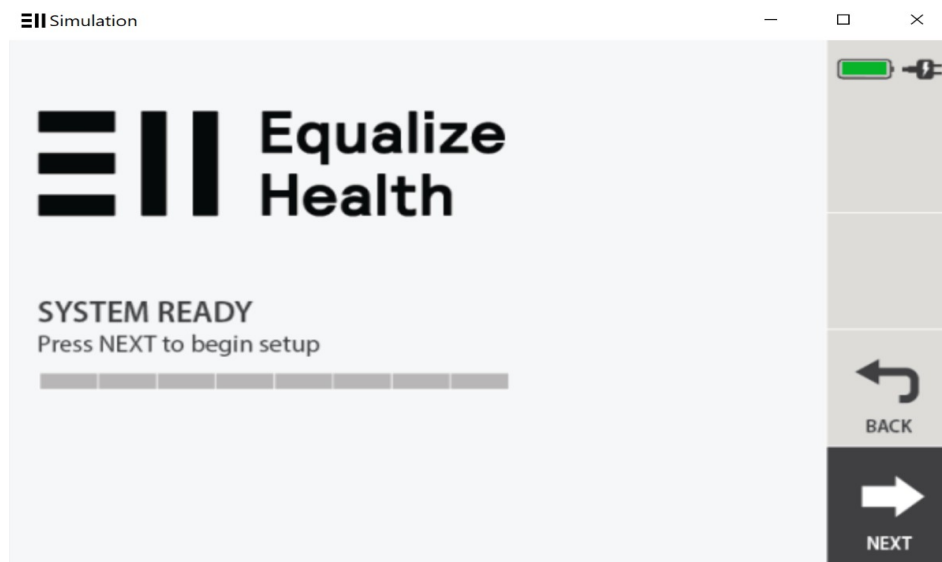 Simulation
Equalize
Health
SYSTEM READY
Press NEXT to begin setup
BACK
NEXT